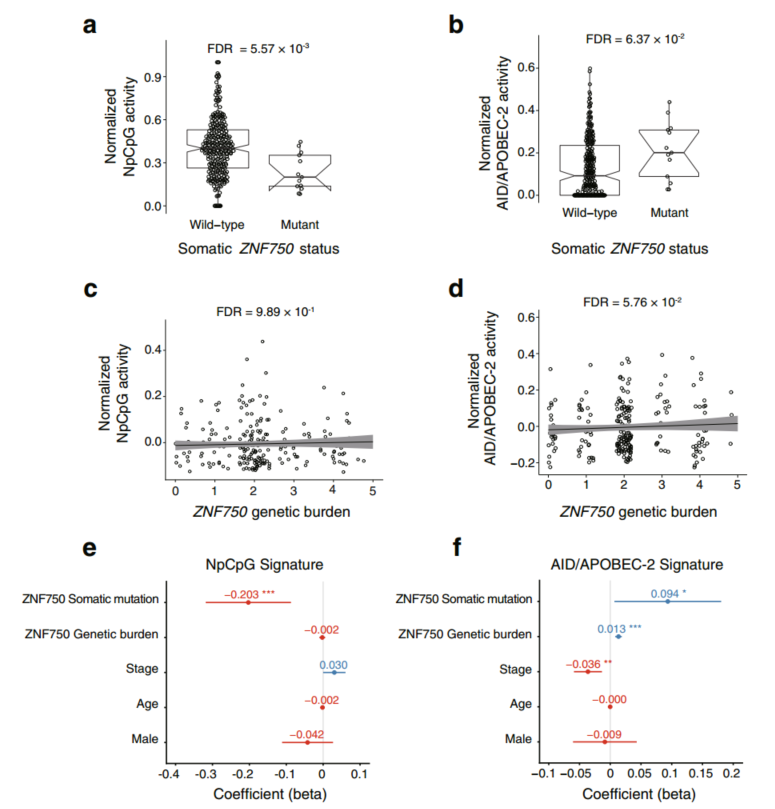 a
FDR = 5.57 × 10⁻³
Normalized
NpCpG activity
0.9
0.6
0.3
0.0
Wild–type
Mutant
Somatic ZNF750 status
b
FDR = 6.37 × 10⁻²
Normalized
AID/APOBEC-2 activity
0.6
0.4
0.2
0.0
Wild–type
Mutant
Somatic ZNF750 status
c
FDR = 9.89 × 10⁻¹
Normalized
NpCpG activity
0.4
0.2
0.0
0 1 2 3 4 5
ZNF750 genetic burden
d
FDR = 5.76 × 10⁻²
Normalized
AID/APOBEC-2 activity
0.6
0.4
0.2
0.0
−0.2
0 1 2 3 4 5
ZNF750 genetic burden
e
NpCpG Signature
ZNF750 Somatic mutation
−0.203 ***
ZNF750 Genetic burden
−0.002
Stage
0.030
Age
−0.002
Male
−0.042
-0.4 -0.3 -0.2 -0.1 0 0.1
Coefficient (beta)
f
AID/APOBEC-2 Signature
ZNF750 Somatic mutation
0.094 *
ZNF750 Genetic burden
0.013 ***
Stage
−0.036 **
Age
−0.000
Male
−0.009
−0.1 −0.05 0 0.05 0.1 0.15 0.2
Coefficient (beta)